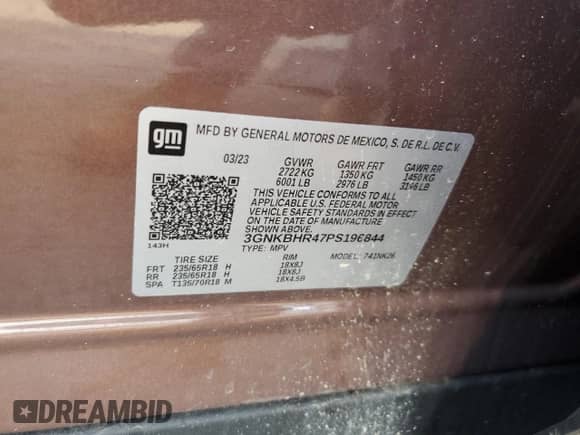 gm
MFD BY GENERAL MOTORS DE MEXICO, S. DE R.L. DE C.V.
03/23 GVWR GAWR FRT GAWR RR
2722 KG 1350 KG 1450 KG
6001 LB 2976 LB 3146 LB
THIS VEHICLE CONFORMS TO ALL
APPLICABLE U.S. FEDERAL MOTOR
VEHICLE SAFETY STANDARDS IN EFFECT
ON THE DATE OF MANUFACTURE
SHOWN ABOVE.
3GNKBHR47PS196844
143H
TYPE: MPV MODEL: 741NK26
TIRE SIZE RIM
FRT 235/65R18 H 18X8J
RR 235/65R18 H 18X8J
SPA T135/70R18 M 18X4.5B
DREAMBID